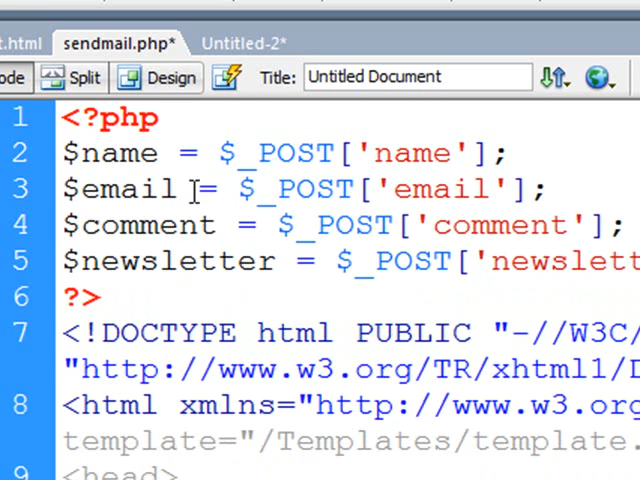 t.html sendmail.php* Untitled-2*
ode Split Design Title: Untitled Document
1 <?php
2 $name = $_POST['name'];
3 $email = $_POST['email'];
4 $comment = $_POST['comment'];
5 $newsletter = $_POST['newslett
6 ?>
7 <!DOCTYPE html PUBLIC "-//W3C/
"http://www.w3.org/TR/xhtml1/D
8 <html xmlns="http://www.w3.org
template="/Templates/template.
9 <head>